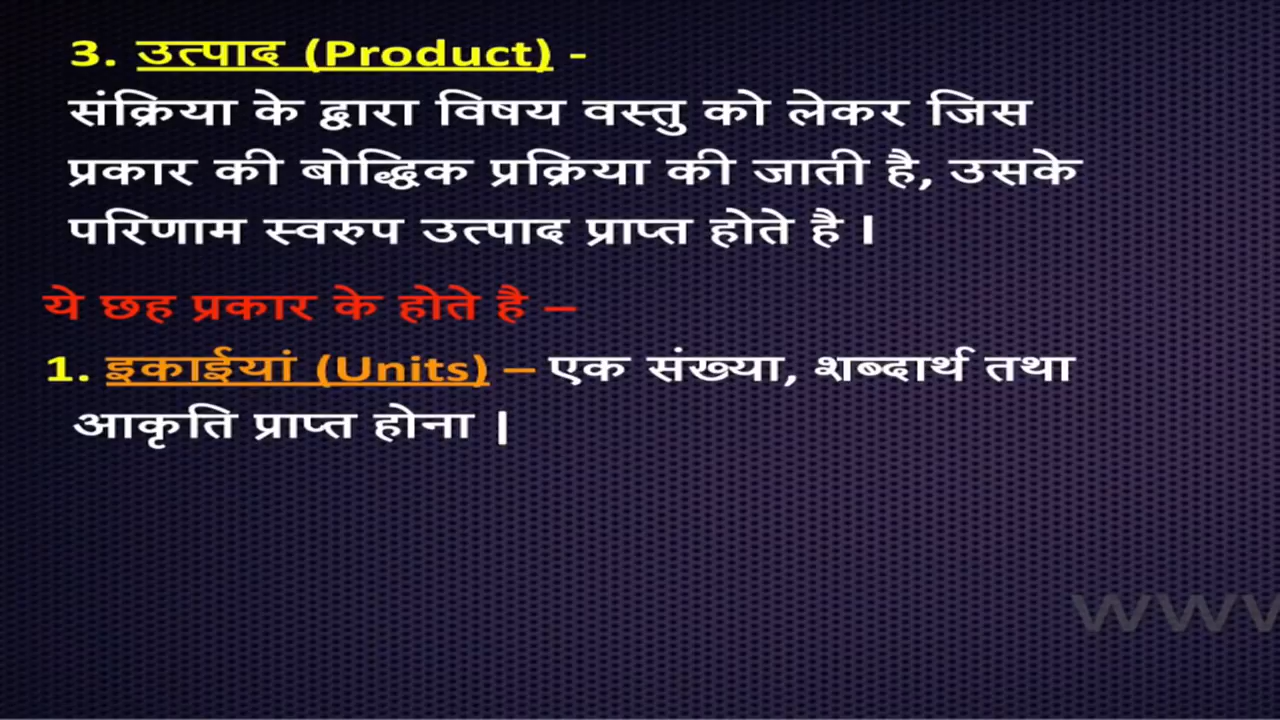 3. उत्पाद (Product) -
संक्रिया के द्वारा विषय वस्तु को लेकर जिस
प्रकार की बोद्धिक प्रक्रिया की जाती है, उसके
परिणाम स्वरुप उत्पाद प्राप्त होते है ।
ये छह प्रकार के होते है –
1. इकाईयां (Units) – एक संख्या, शब्दार्थ तथा
आकृति प्राप्त होना |
www